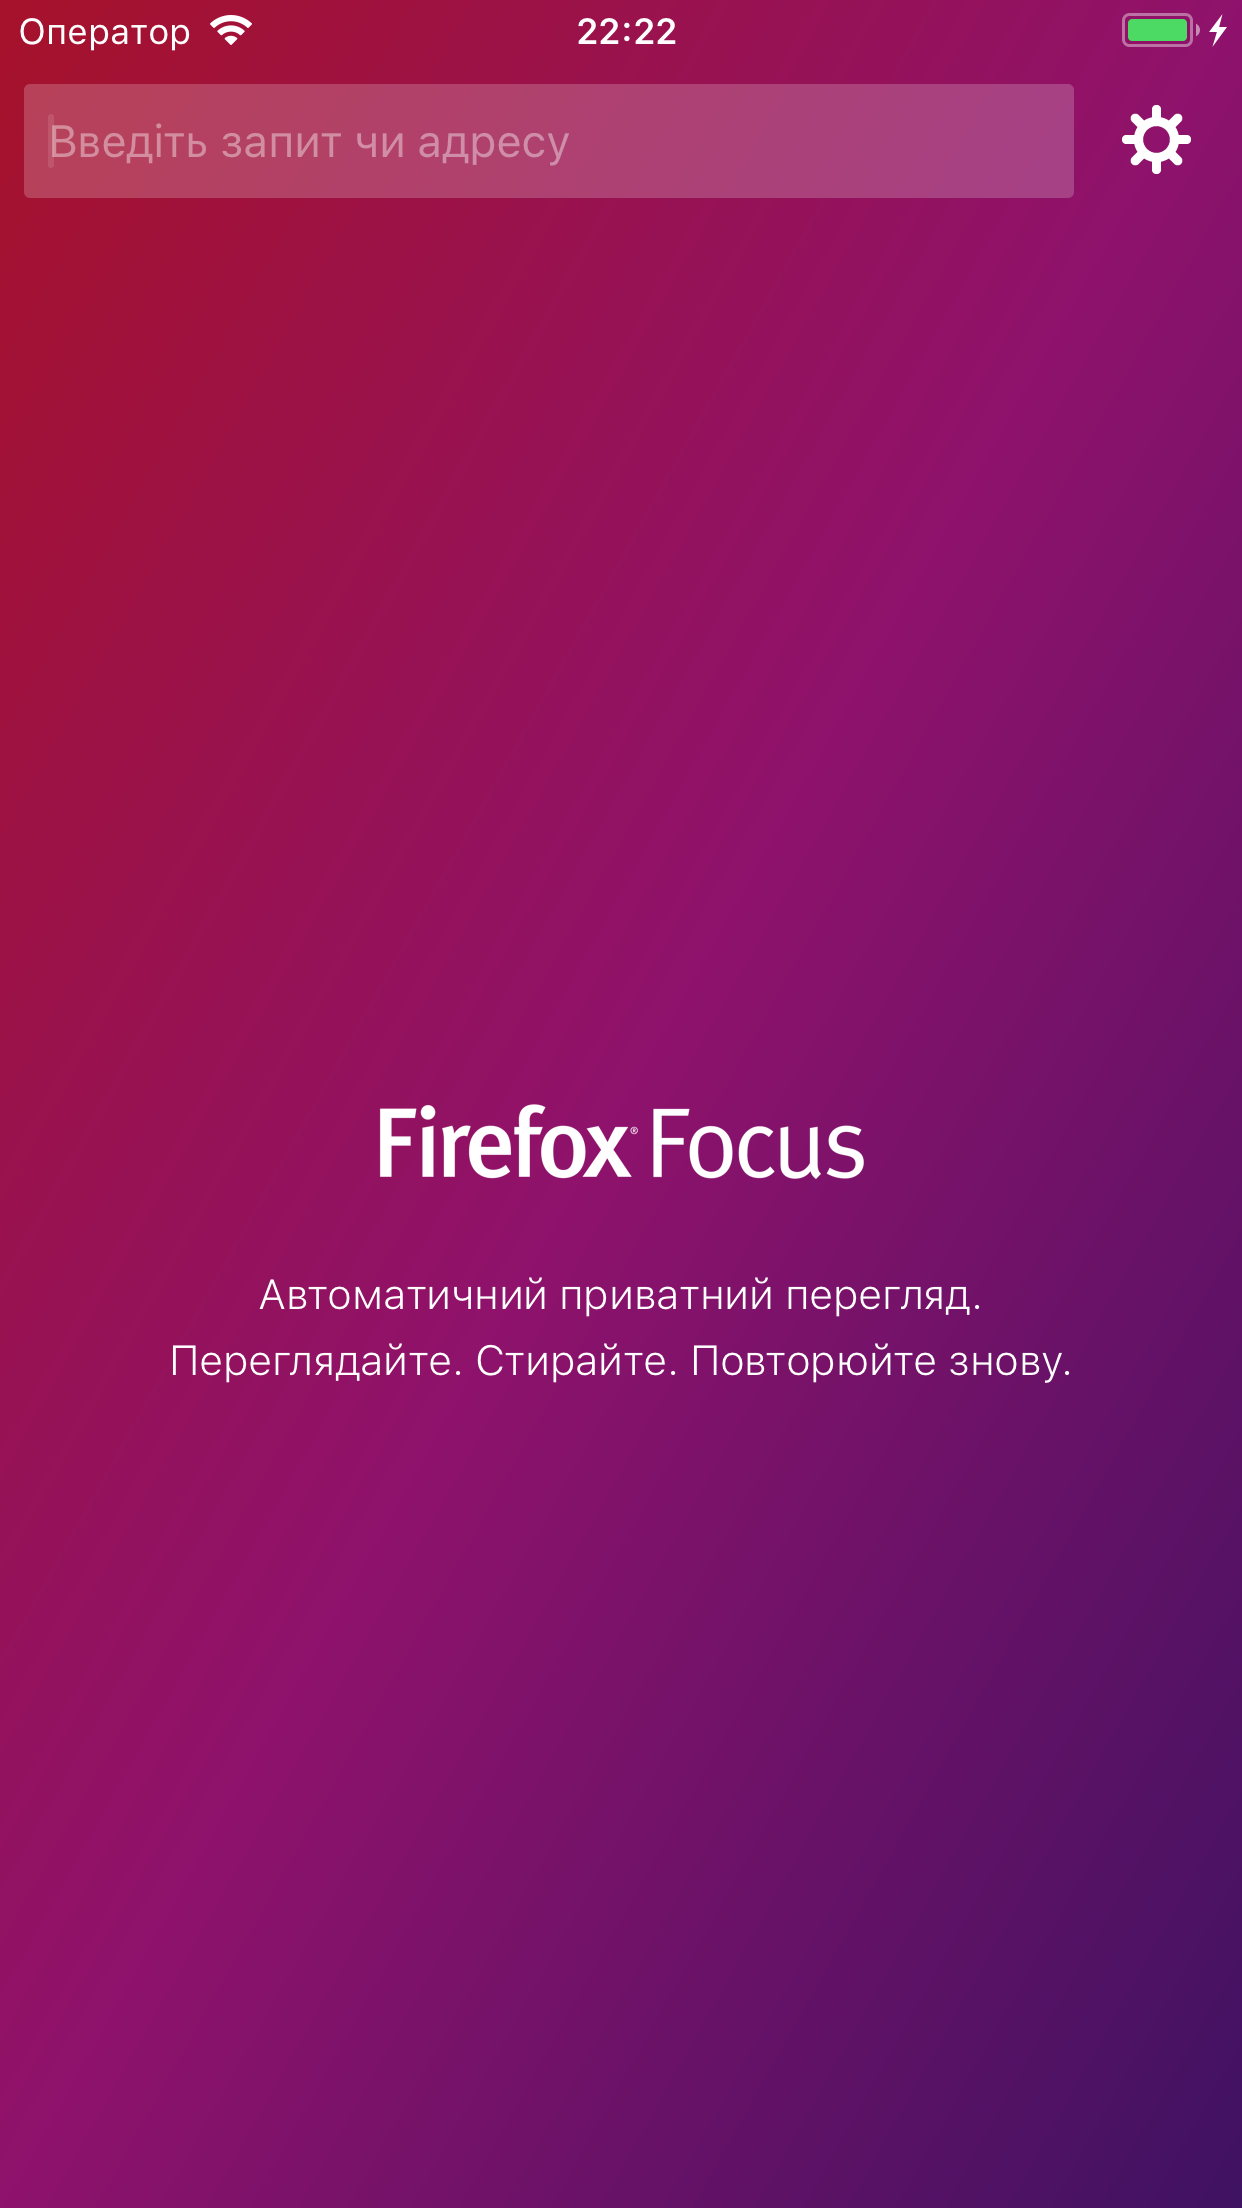 Оператор 22:22
Введіть запит чи адресу
Firefox® Focus
Автоматичний приватний перегляд.
Переглядайте. Стирайте. Повторюйте знову.